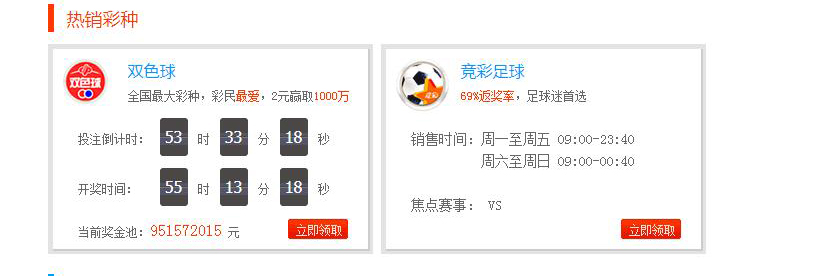 热销彩种
双色球
双色球
全国最大彩种，彩民最爱，2元赢取1000万
投注倒计时： 53 时 33 分 18 秒
开奖时间： 55 时 13 分 18 秒
当前奖金池：951572015 元
立即领取
竞彩足球
69%返奖率，足球迷首选
销售时间：周一至周五 09:00-23:40
周六至周日 09:00-00:40
焦点赛事： VS
立即领取